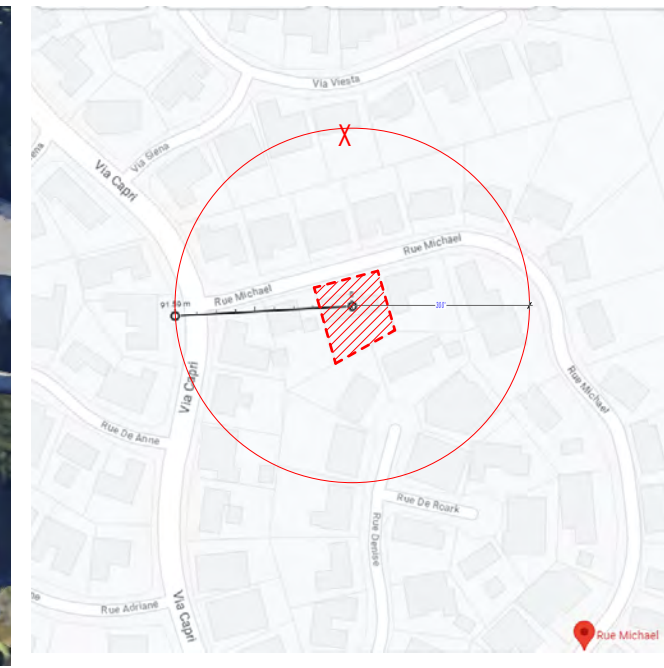 Via Viesta
X
Via Siena
Via Capri
Rue Michael
91.50 m
Rue Michael
Via Capri
Rue Michael
Rue De Anne
Rue De Roark
Rue Denise
Rue Adriane
Via Capri
Rue Michael